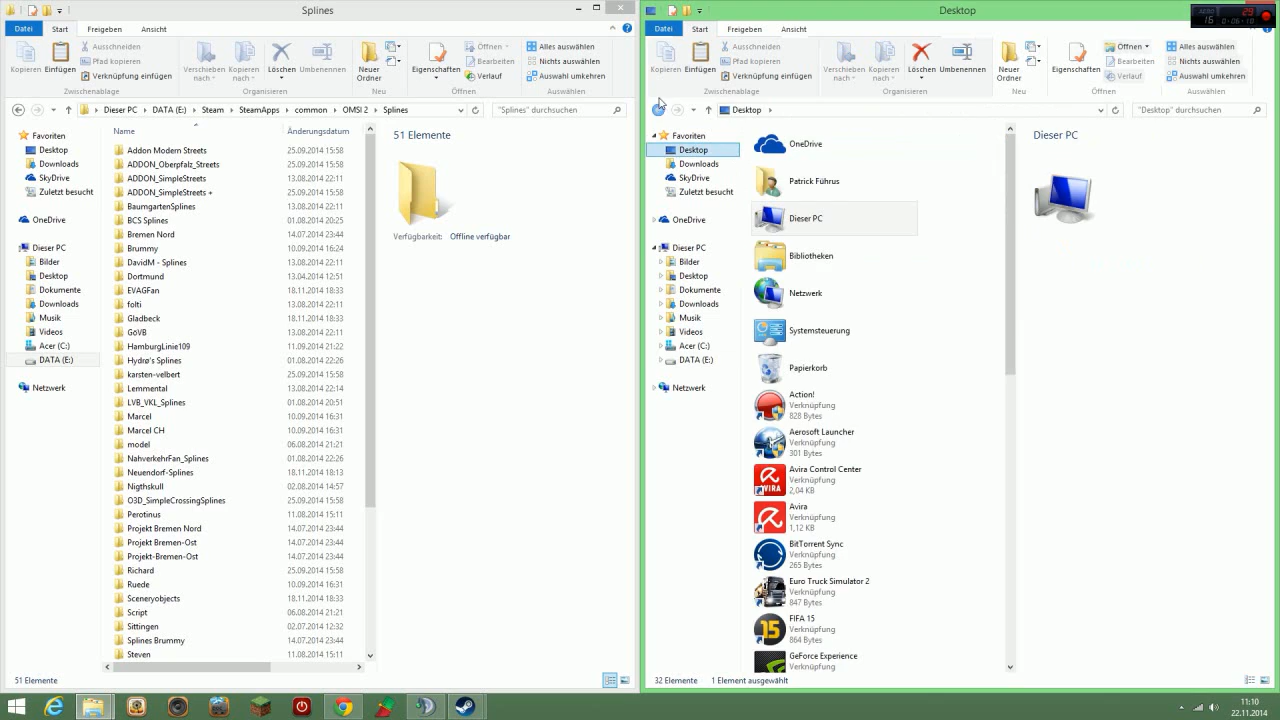 Splines
Datei Start Freigeben Ansicht
Kopieren Einfügen
Ausschneiden
Pfad kopieren
Verknüpfung einfügen
Zwischenablage
Verschieben nach
Kopieren nach
Löschen
Umbenennen
Organisieren
Neuer Ordner
Neu
Eigenschaften
Öffnen
Bearbeiten
Verlauf
Öffnen
Alles auswählen
Nichts auswählen
Auswahl umkehren
Auswählen
Dieser PC DATA (E:) Steam SteamApps common OMSI 2 Splines
"Splines" durchsuchen
Favoriten
Desktop
Downloads
SkyDrive
Zuletzt besucht
OneDrive
Dieser PC
Bilder
Desktop
Dokumente
Downloads
Musik
Videos
Acer (C:)
DATA (E:)
Netzwerk
Name Änderungsdatum
Addon Modern Streets 25.09.2014 15:58
ADDON_Oberpfalz_Streets 25.09.2014 15:58
ADDON_SimpleStreets 25.09.2014 15:58
ADDON_SimpleStreets + 25.09.2014 15:58
BaumgartenSplines 13.08.2014 22:11
BCS Splines 01.08.2014 20:25
Bremen Nord 14.07.2014 23:44
Brummy 10.09.2014 16:24
DavidM - Splines 13.08.2014 22:11
Dortmund 13.04.2014 12:51
EVAGFan 18.11.2014 18:33
folti 13.08.2014 22:11
Gladbeck 18.11.2014 18:33
GöVB 13.08.2014 22:11
HamburgLinie109 11.09.2014 21:22
Hydrø's Splines 01.08.2014 22:26
karsten-velbert 13.08.2014 22:11
Lemmental 13.08.2014 22:14
LVB_VKL_Splines 01.08.2014 20:51
Marcel 10.09.2014 16:31
Marcel CH 10.09.2014 16:31
model 06.08.2014 21:21
NahverkehrFan_Splines 01.08.2014 22:26
Neuendorf-Splines 18.11.2014 18:13
Nigthskull 02.08.2014 14:57
O3D_SimpleCrossingSplines 25.09.2014 15:58
Perotinus 11.08.2014 15:11
Projekt Bremen Nord 14.07.2014 23:44
Projekt Bremen-Ost 14.07.2014 23:44
Projekt-Bremen-Ost 14.07.2014 23:44
Richard 25.09.2014 15:58
Ruede 10.09.2014 16:31
Sceneryobjects 18.11.2014 18:33
Script 06.08.2014 21:21
Sittingen 02.07.2014 12:32
Splines Brummy 14.07.2014 23:44
Steven 11.08.2014 15:11
51 Elemente
Verfügbarkeit: Offline verfügbar
51 Elemente
Desktop
Datei Start Freigeben Ansicht
Kopieren Einfügen
Ausschneiden
Pfad kopieren
Verknüpfung einfügen
Zwischenablage
Verschieben nach
Kopieren nach
Löschen
Umbenennen
Organisieren
Neuer Ordner
Neu
Eigenschaften
Öffnen
Bearbeiten
Verlauf
Öffnen
Alles auswählen
Nichts auswählen
Auswahl umkehren
Auswählen
Desktop
"Desktop" durchsuchen
Favoriten
Desktop
Downloads
SkyDrive
Zuletzt besucht
OneDrive
Dieser PC
Bilder
Desktop
Dokumente
Downloads
Musik
Videos
Acer (C:)
DATA (E:)
Netzwerk
OneDrive
Patrick Führus
Dieser PC
Bibliotheken
Netzwerk
Systemsteuerung
Papierkorb
Action!
Verknüpfung
828 Bytes
Aerosoft Launcher
Verknüpfung
301 Bytes
Avira Control Center
Verknüpfung
2,04 KB
Avira
Verknüpfung
1,12 KB
BitTorrent Sync
Verknüpfung
265 Bytes
Euro Truck Simulator 2
Verknüpfung
847 Bytes
FIFA 15
Verknüpfung
864 Bytes
GeForce Experience
Verknüpfung
Dieser PC
32 Elemente 1 Element ausgewählt
11:10
22.11.2014